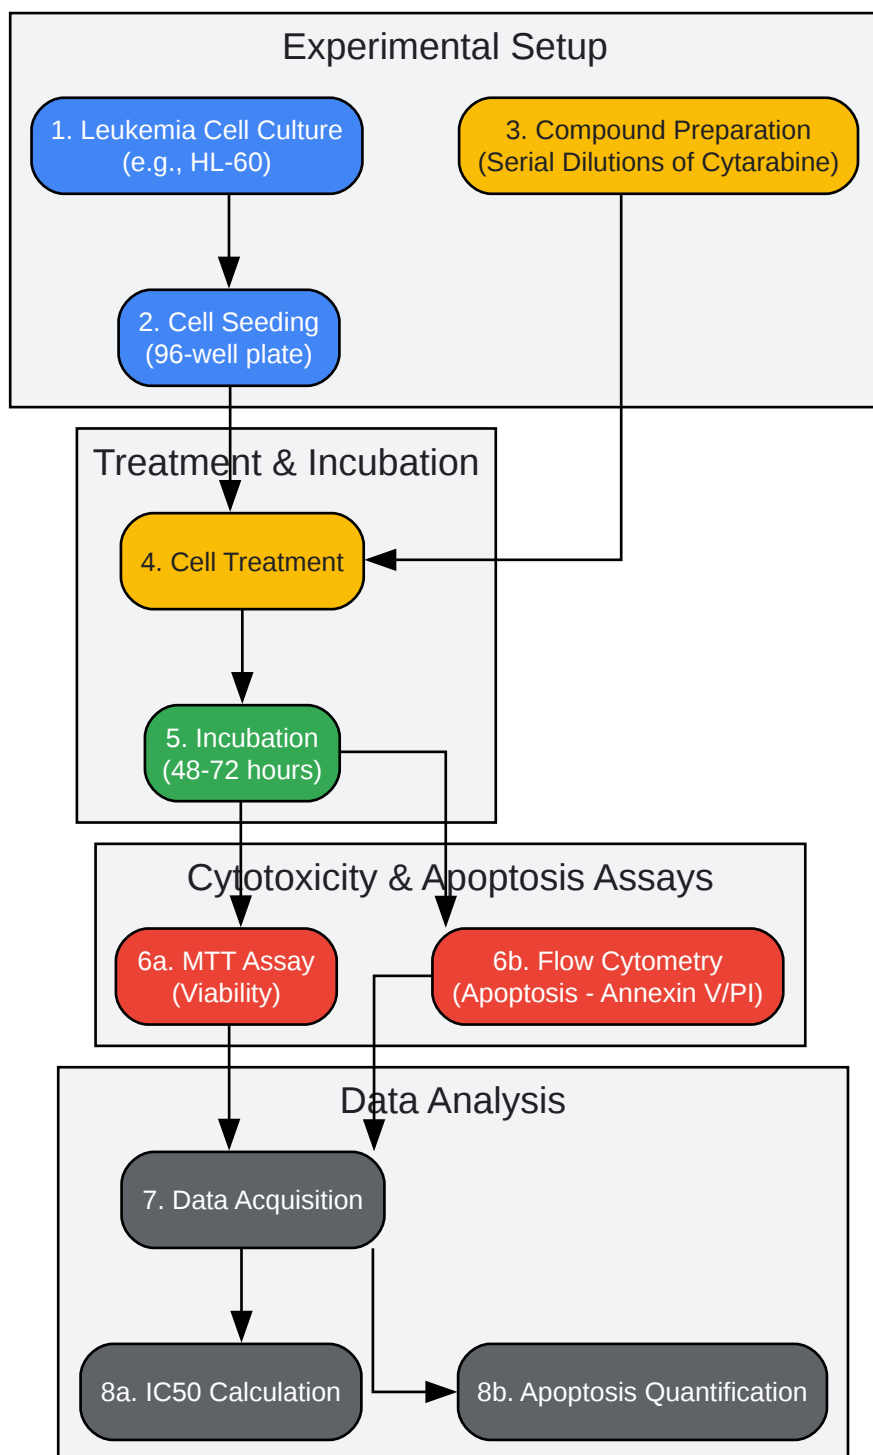 Experimental Setup
1. Leukemia Cell Culture
(e.g., HL-60)
3. Compound Preparation
(Serial Dilutions of Cytarabine)
2. Cell Seeding
(96-well plate)
Treatment & Incubation
4. Cell Treatment
5. Incubation
(48-72 hours)
Cytotoxicity & Apoptosis Assays
6a. MTT Assay
(Viability)
6b. Flow Cytometry
(Apoptosis - Annexin V/PI)
Data Analysis
7. Data Acquisition
8a. IC50 Calculation
8b. Apoptosis Quantification